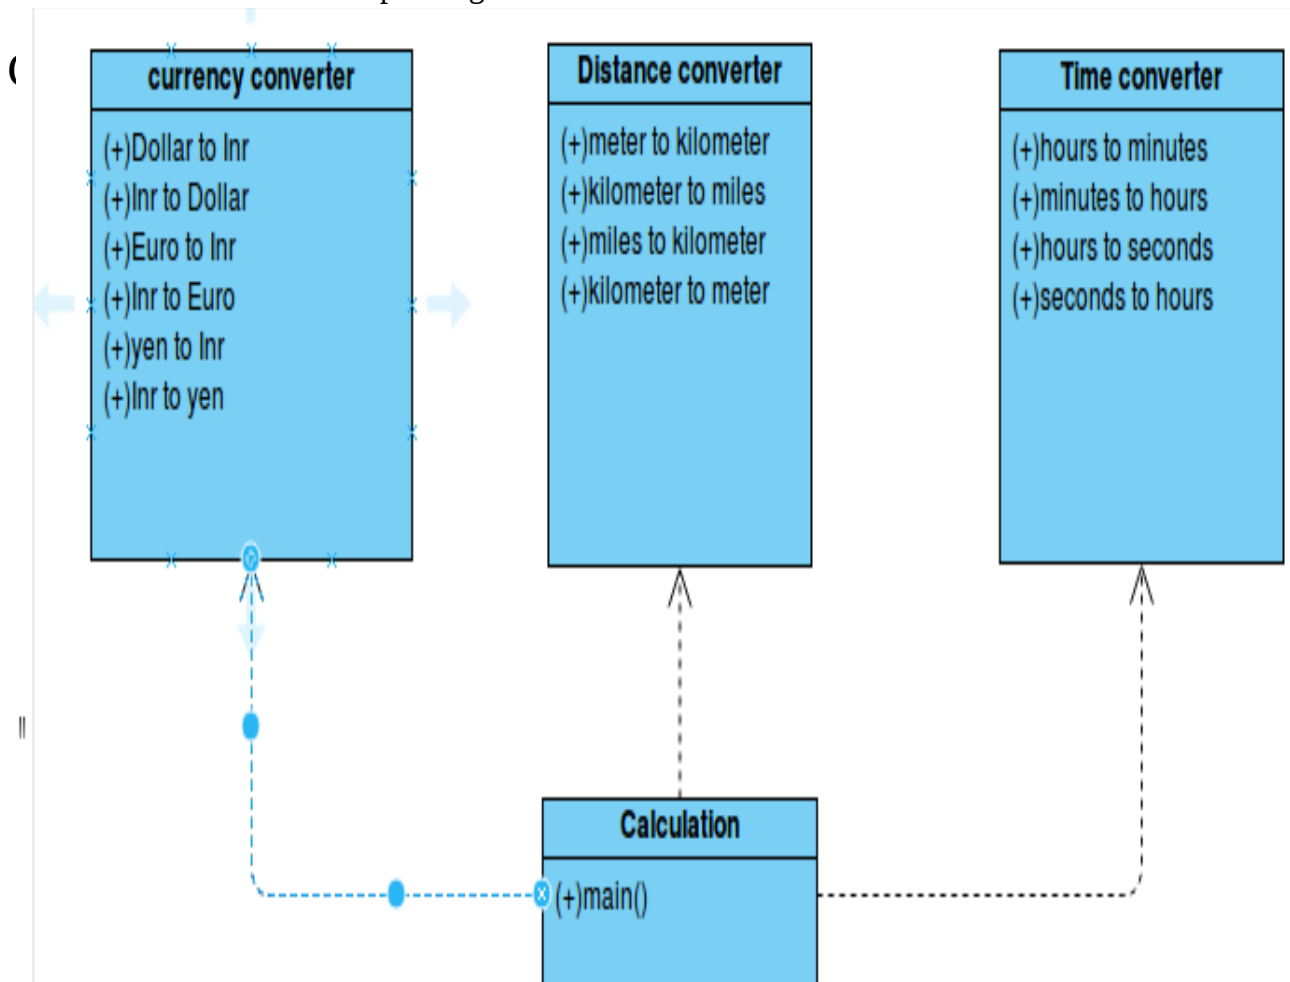 currency converter
(+)Dollar to Inr
(+)Inr to Dollar
(+)Euro to Inr
(+)Inr to Euro
(+)yen to Inr
(+)Inr to yen
Distance converter
(+)meter to kilometer
(+)kilometer to miles
(+)miles to kilometer
(+)kilometer to meter
Time converter
(+)hours to minutes
(+)minutes to hours
(+)hours to seconds
(+)seconds to hours
Calculation
(+)main()